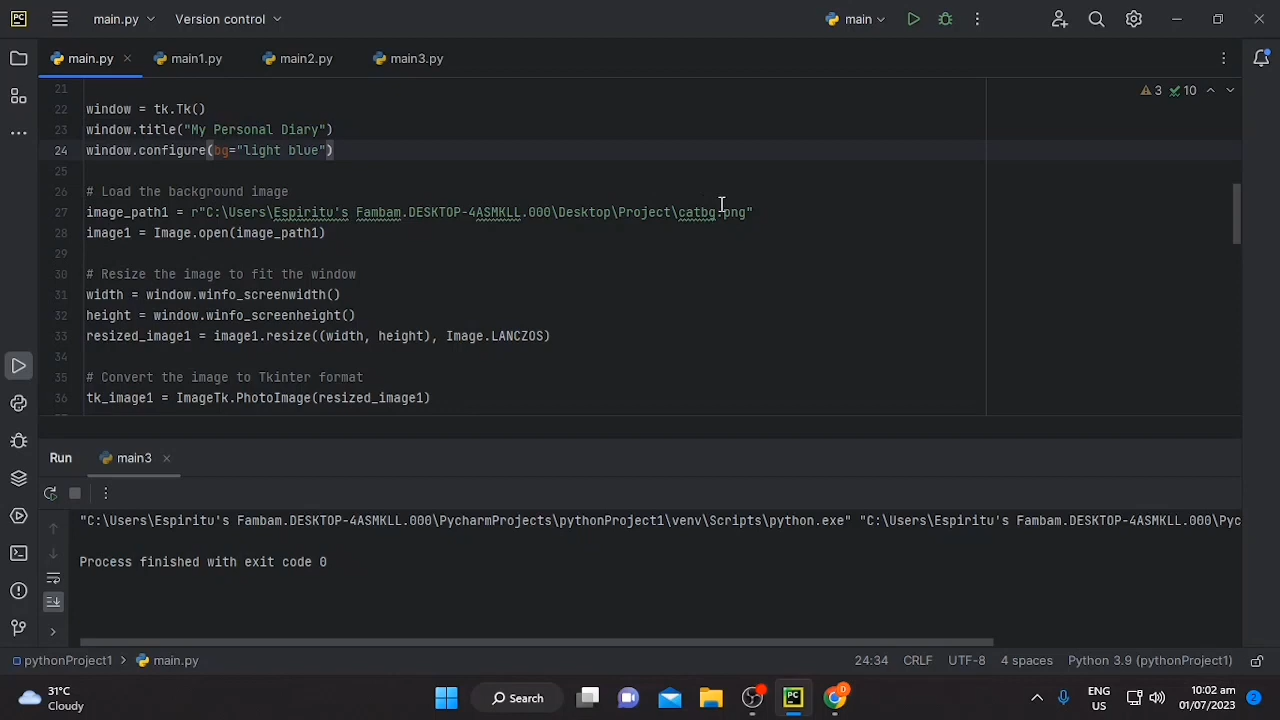 PC main.py Version control main
main.py main1.py main2.py main3.py
21
3 10
22 window = tk.Tk()
23 window.title("My Personal Diary")
24 window.configure(bg="light blue")
25
26 # Load the background image
27 image_path1 = r"C:\Users\Espiritu's Fambam.DESKTOP-4ASMKLL.000\Desktop\Project\catbg.png"
28 image1 = Image.open(image_path1)
29
30 # Resize the image to fit the window
31 width = window.winfo_screenwidth()
32 height = window.winfo_screenheight()
33 resized_image1 = image1.resize((width, height), Image.LANCZOS)
34
35 # Convert the image to Tkinter format
36 tk_image1 = ImageTk.PhotoImage(resized_image1)
Run main3
"C:\Users\Espiritu's Fambam.DESKTOP-4ASMKLL.000\PycharmProjects\pythonProject1\venv\Scripts\python.exe" "C:\Users\Espiritu's Fambam.DESKTOP-4ASMKLL.000\Pyc
Process finished with exit code 0
pythonProject1 main.py 24:34 CRLF UTF-8 4 spaces Python 3.9 (pythonProject1)
31°C
Cloudy
Search
PC
0
ENG
US
10:02 am
01/07/2023
2